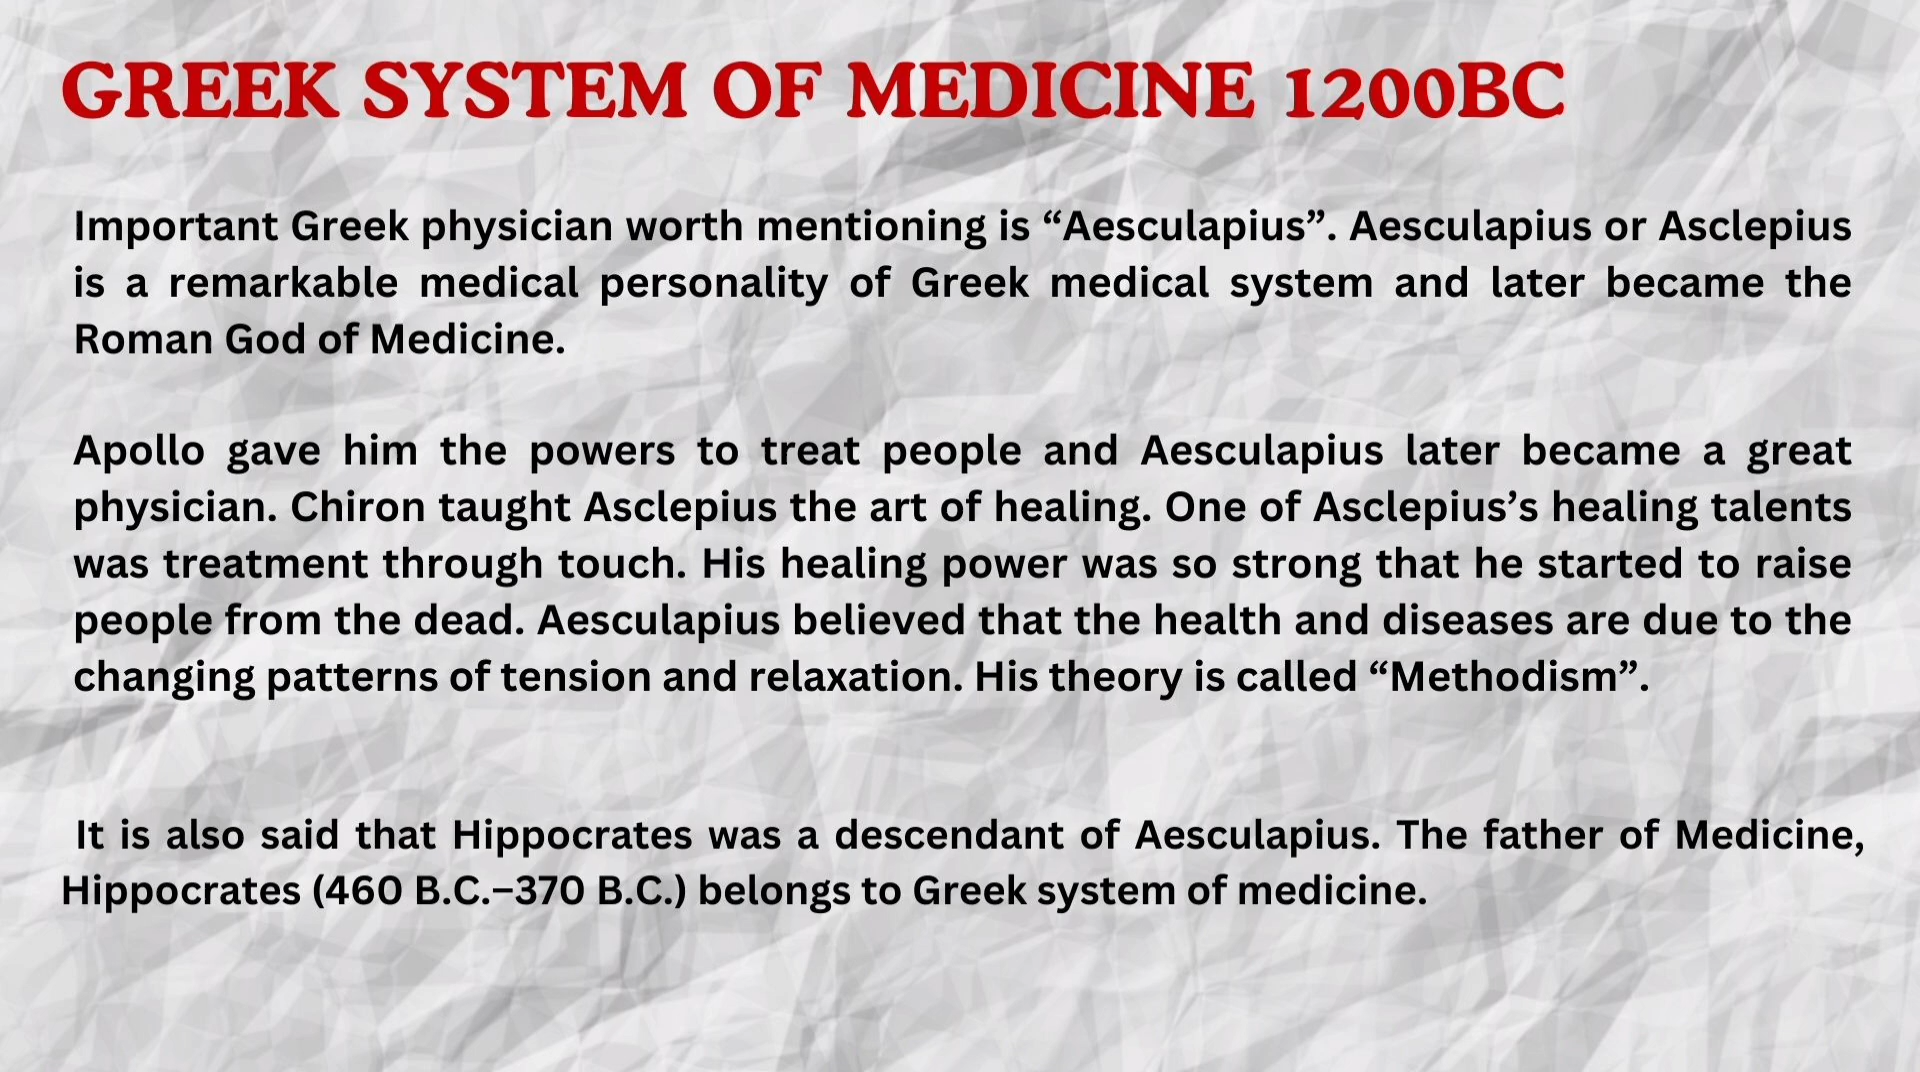 GREEK SYSTEM OF MEDICINE 1200BC
Important Greek physician worth mentioning is “Aesculapius”. Aesculapius or Asclepius
is a remarkable medical personality of Greek medical system and later became the
Roman God of Medicine.
Apollo gave him the powers to treat people and Aesculapius later became a great
physician. Chiron taught Asclepius the art of healing. One of Asclepius’s healing talents
was treatment through touch. His healing power was so strong that he started to raise
people from the dead. Aesculapius believed that the health and diseases are due to the
changing patterns of tension and relaxation. His theory is called “Methodism”.
It is also said that Hippocrates was a descendant of Aesculapius. The father of Medicine,
Hippocrates (460 B.C.–370 B.C.) belongs to Greek system of medicine.